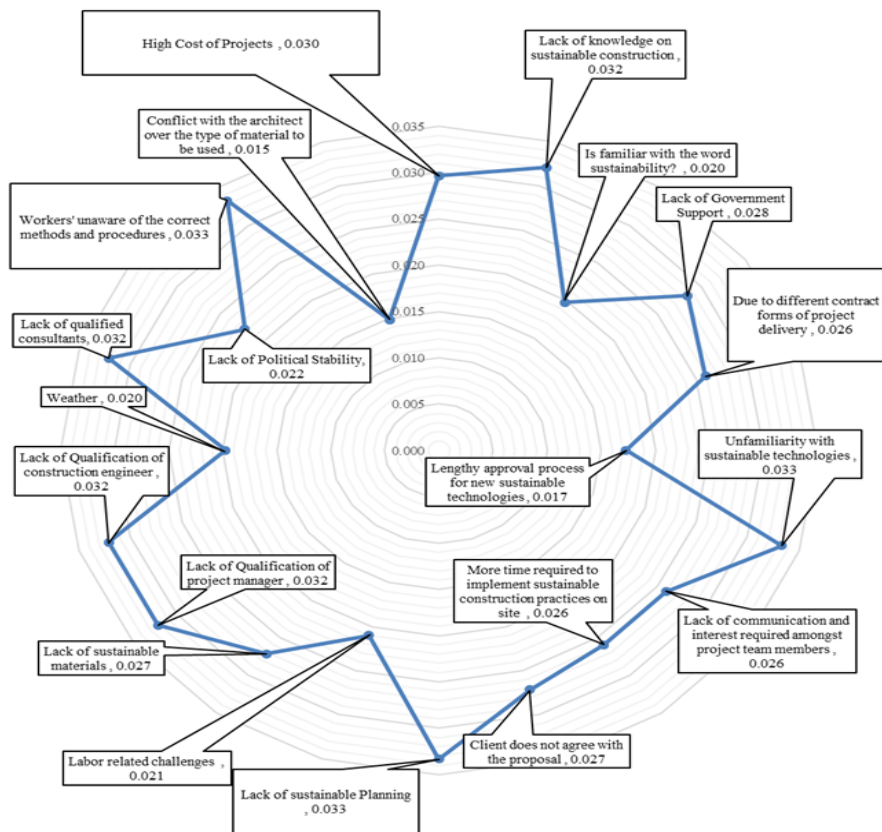 High Cost of Projects , 0.030
Lack of knowledge on
sustainable construction ,
0.032
Conflict with the architect
over the type of material to
be used , 0.015
Is familiar with the word
sustainability? , 0.020
Lack of Government
Support , 0.028
Workers' unaware of the correct
methods and procedures , 0.033
Due to different contract
forms of project
delivery , 0.026
Lack of qualified
consultants, 0.032
Lack of Political Stability,
0.022
Weather , 0.020
Lack of Qualification of
construction engineer ,
0.032
Lengthy approval process
for new sustainable
technologies , 0.017
Unfamiliarity with
sustainable technologies ,
0.033
Lack of Qualification of
project manager , 0.032
More time required to
implement sustainable
construction practices on
site , 0.026
Lack of communication and
interest required amongst
project team members ,
0.026
Lack of sustainable
materials , 0.027
Labor related challenges ,
0.021
Client does not agree with
the proposal , 0.027
Lack of sustainable Planning
, 0.033
0.035
0.030
0.025
0.020
0.015
0.010
0.005
0.000